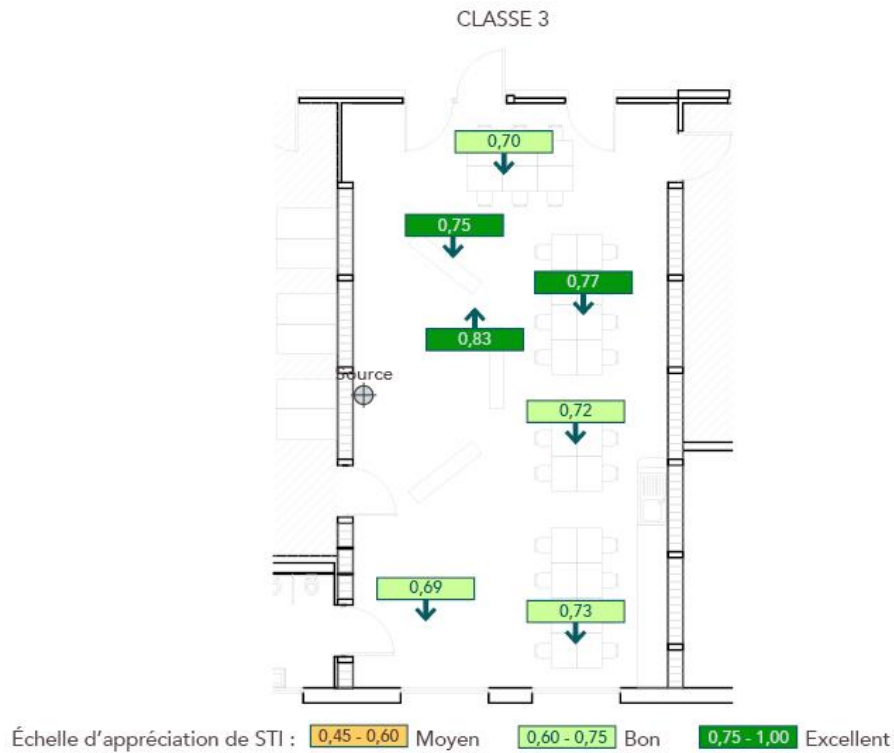 CLASSE 3
0,70
0,75
0,77
0,83
Source
0,72
0,69
0,73
Échelle d'appréciation de STI : 0,45 - 0,60 Moyen 0,60 - 0,75 Bon 0,75 - 1,00 Excellent